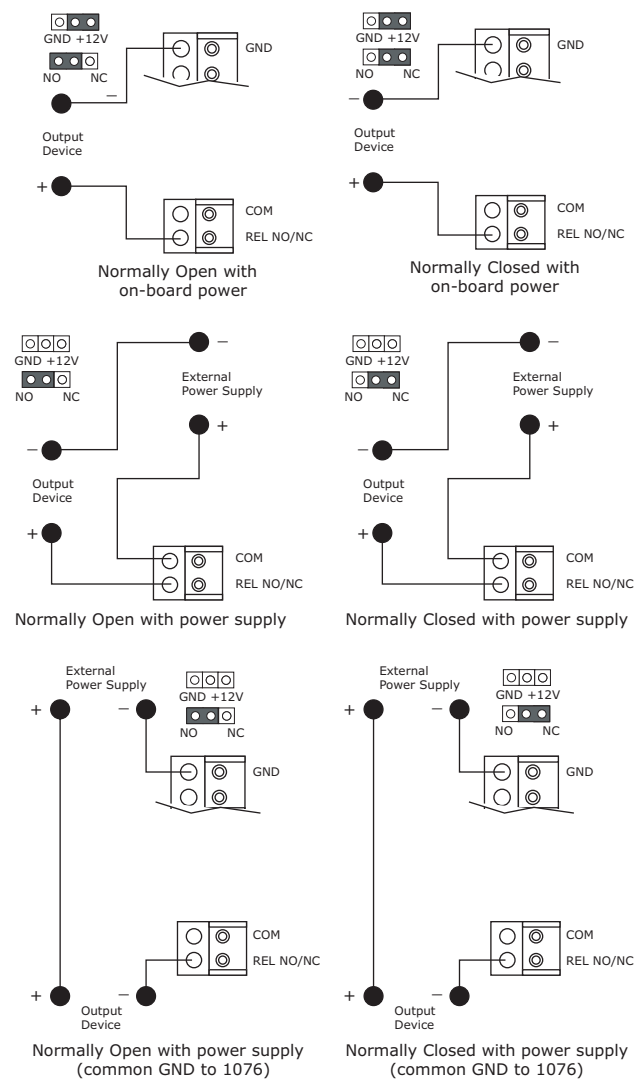 GND +12V
NO NC
GND
−
Output
Device
+
COM
REL NO/NC
Normally Open with
on-board power
GND +12V
NO NC
GND
−
Output
Device
+
COM
REL NO/NC
Normally Closed with
on-board power
GND +12V
NO NC
−
External
Power Supply
+
−
Output
Device
+
COM
REL NO/NC
Normally Open with power supply
GND +12V
NO NC
−
External
Power Supply
+
−
Output
Device
+
COM
REL NO/NC
Normally Closed with power supply
External
Power Supply
+ −
GND +12V
NO NC
GND
COM
REL NO/NC
+ −
Output
Device
Normally Open with power supply
(common GND to 1076)
External
Power Supply
+ −
GND +12V
NO NC
GND
COM
REL NO/NC
+ −
Output
Device
Normally Closed with power supply
(common GND to 1076)